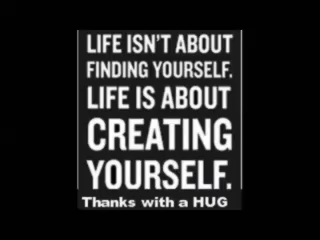 LIFE ISN'T ABOUT
FINDING YOURSELF.
LIFE IS ABOUT
CREATING
YOURSELF.
Thanks with a HUG